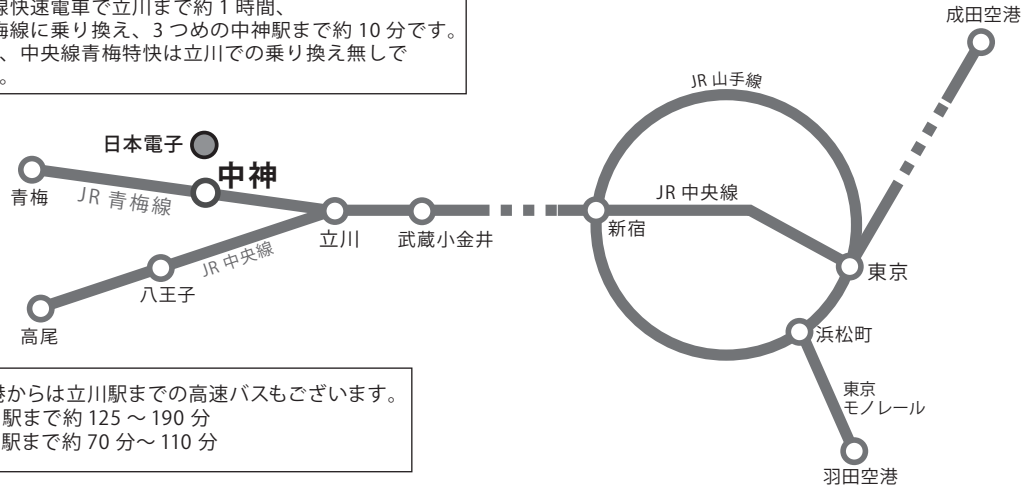 線快速電車で立川まで約 1 時間、
梅線に乗り換え、3 つめの中神駅まで約 10 分です。
、中央線青梅特快は立川での乗り換え無しで
。
成田空港
JR 山手線
日本電子
中神
青梅
JR 青梅線
JR 中央線
新宿
立川
武蔵小金井
東京
JR 中央線
八王子
高尾
浜松町
東京
モノレール
羽田空港
港からは立川駅までの高速バスもございます。
駅まで約 125 ～ 190 分
駅まで約 70 分～ 110 分